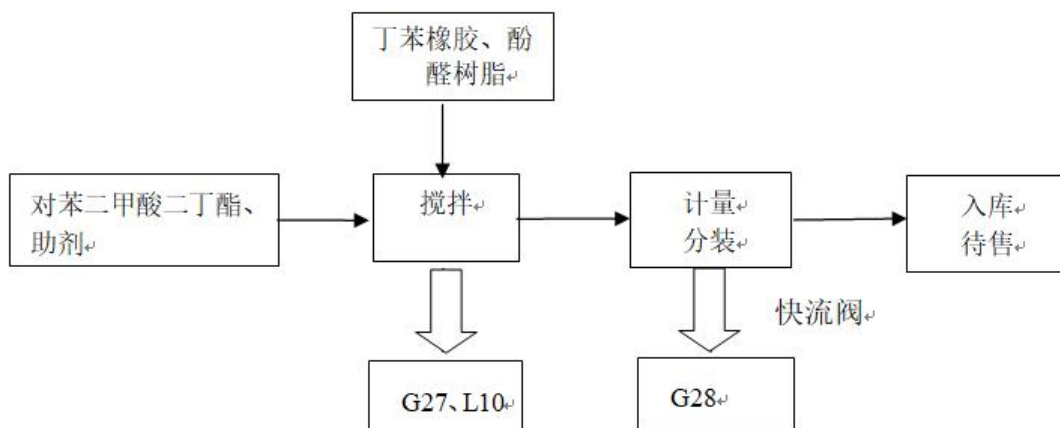 丁苯橡胶、酚
醛树脂
对苯二甲酸二丁酯、
助剂
搅拌
计量
分装
入库
待售
快流阀
G27、L10
G28